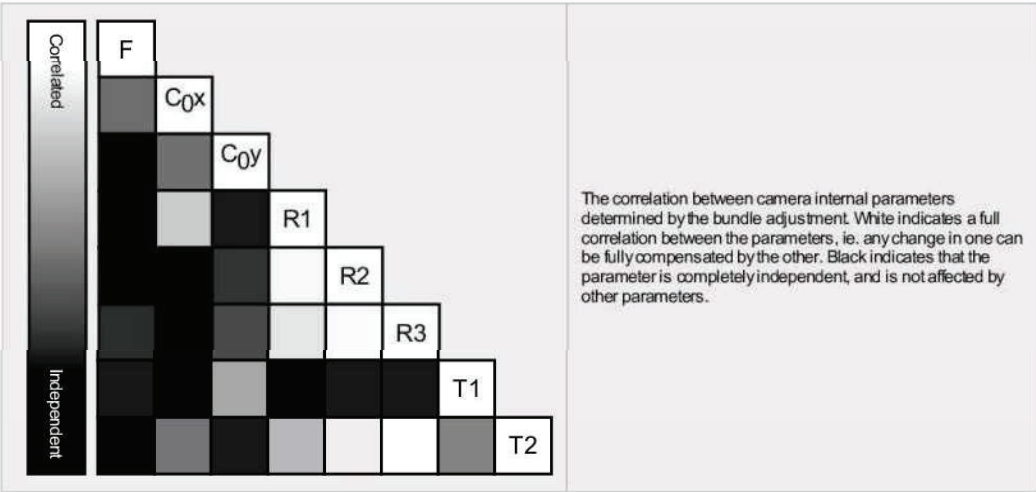 Correlated
Independent
F
C0x
C0y
R1
R2
R3
T1
T2
The correlation between camera internal parameters
determined by the bundle adjustment. White indicates a full
correlation between the parameters, ie. any change in one can
be fully compensated by the other. Black indicates that the
parameter is completely independent, and is not affected by
other parameters.